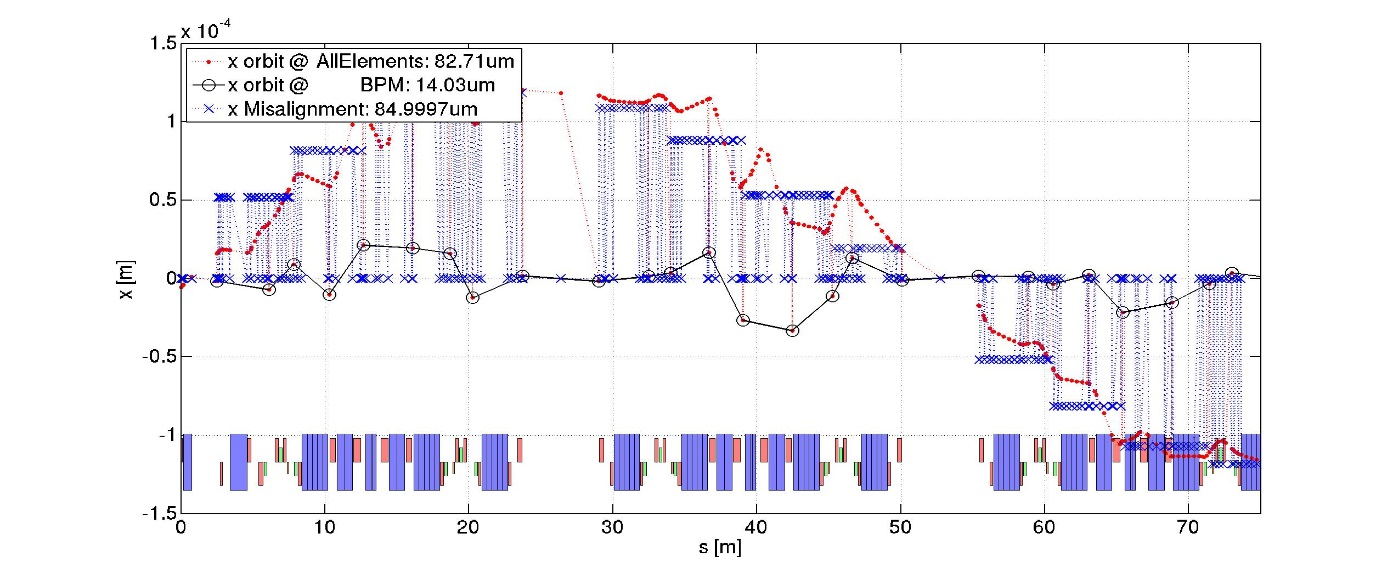 x 10⁻⁴
1.5
x orbit @ AllElements: 82.71um
x orbit @ BPM: 14.03um
x Misalignment: 84.9997um
1
0.5
0
-0.5
-1
-1.5
x [m]
0 10 20 30 40 50 60 70
s [m]